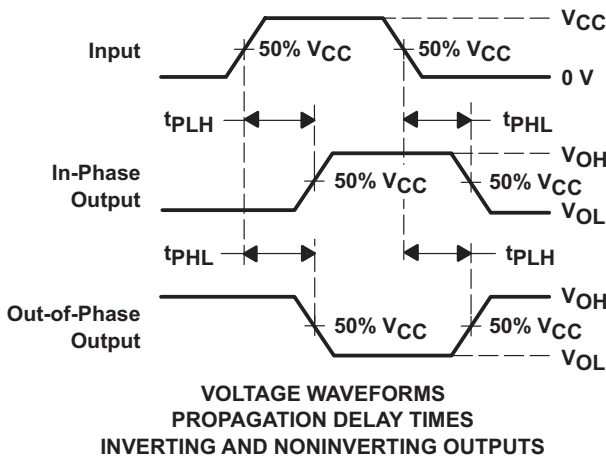 VCC
Input
50% VCC
50% VCC
0 V
tPLH
tPHL
VOH
In-Phase
Output
50% VCC
50% VCC
VOL
tPHL
tPLH
VOH
Out-of-Phase
Output
50% VCC
50% VCC
VOL
VOLTAGE WAVEFORMS
PROPAGATION DELAY TIMES
INVERTING AND NONINVERTING OUTPUTS